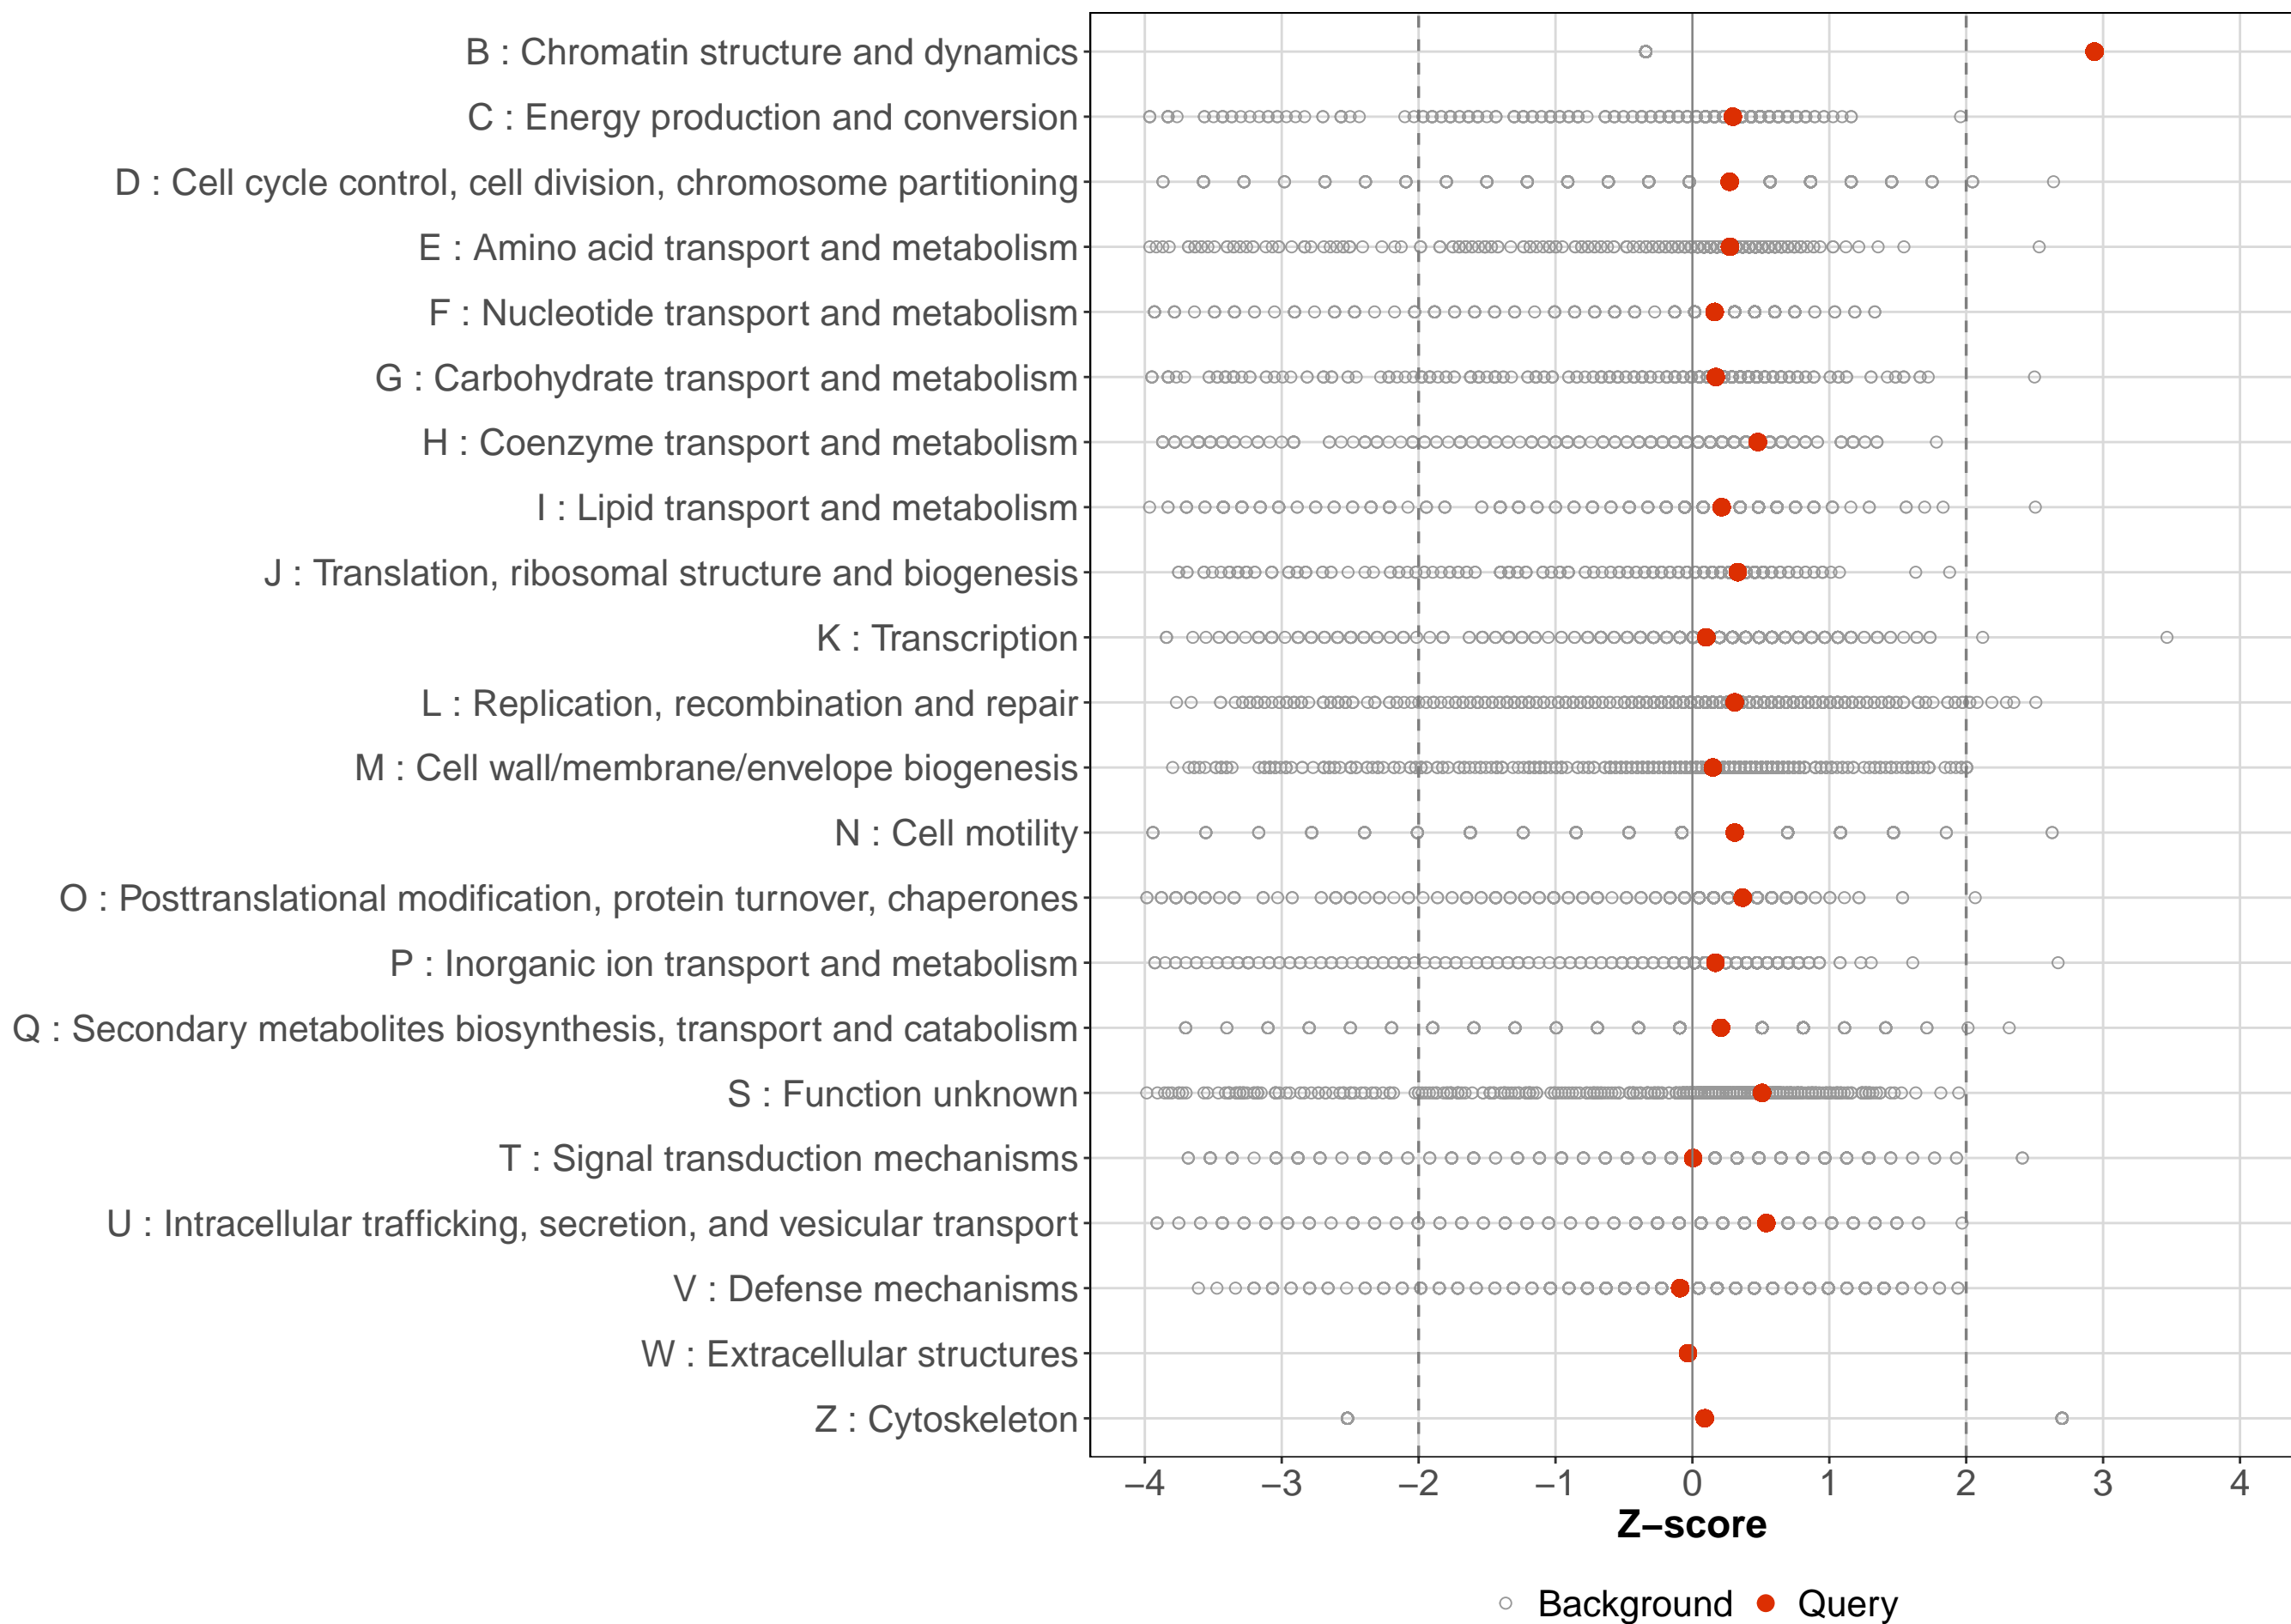 B : Chromatin structure and dynamics
C : Energy production and conversion
D : Cell cycle control, cell division, chromosome partitioning
E : Amino acid transport and metabolism
F : Nucleotide transport and metabolism
G : Carbohydrate transport and metabolism
H : Coenzyme transport and metabolism
I : Lipid transport and metabolism
J : Translation, ribosomal structure and biogenesis
K : Transcription
L : Replication, recombination and repair
M : Cell wall/membrane/envelope biogenesis
N : Cell motility
O : Posttranslational modification, protein turnover, chaperones
P : Inorganic ion transport and metabolism
Q : Secondary metabolites biosynthesis, transport and catabolism
S : Function unknown
T : Signal transduction mechanisms
U : Intracellular trafficking, secretion, and vesicular transport
V : Defense mechanisms
W : Extracellular structures
Z : Cytoskeleton
−4 −3 −2 −1 0 1 2 3 4
Z−score
Background Query